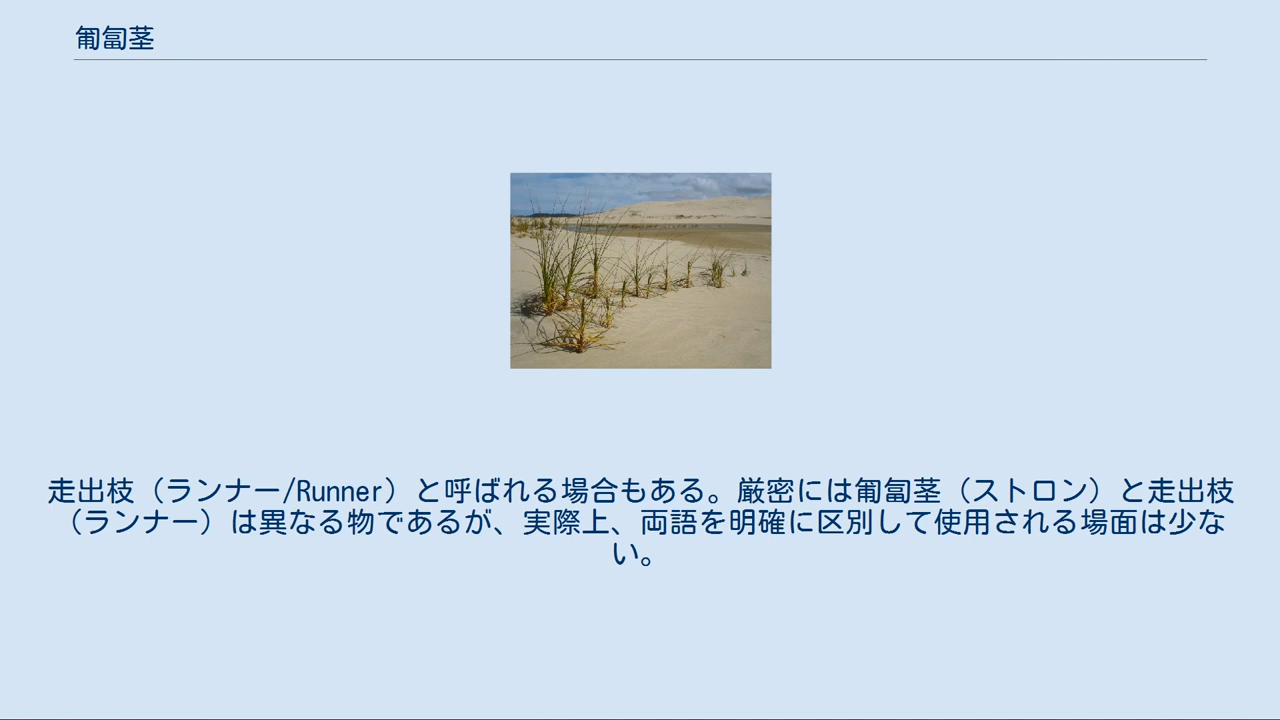 匍匐茎
走出枝（ランナー/Runner）と呼ばれる場合もある。厳密には匍匐茎（ストロン）と走出枝
（ランナー）は異なる物であるが、実際上、両語を明確に区別して使用される場面は少な
い。